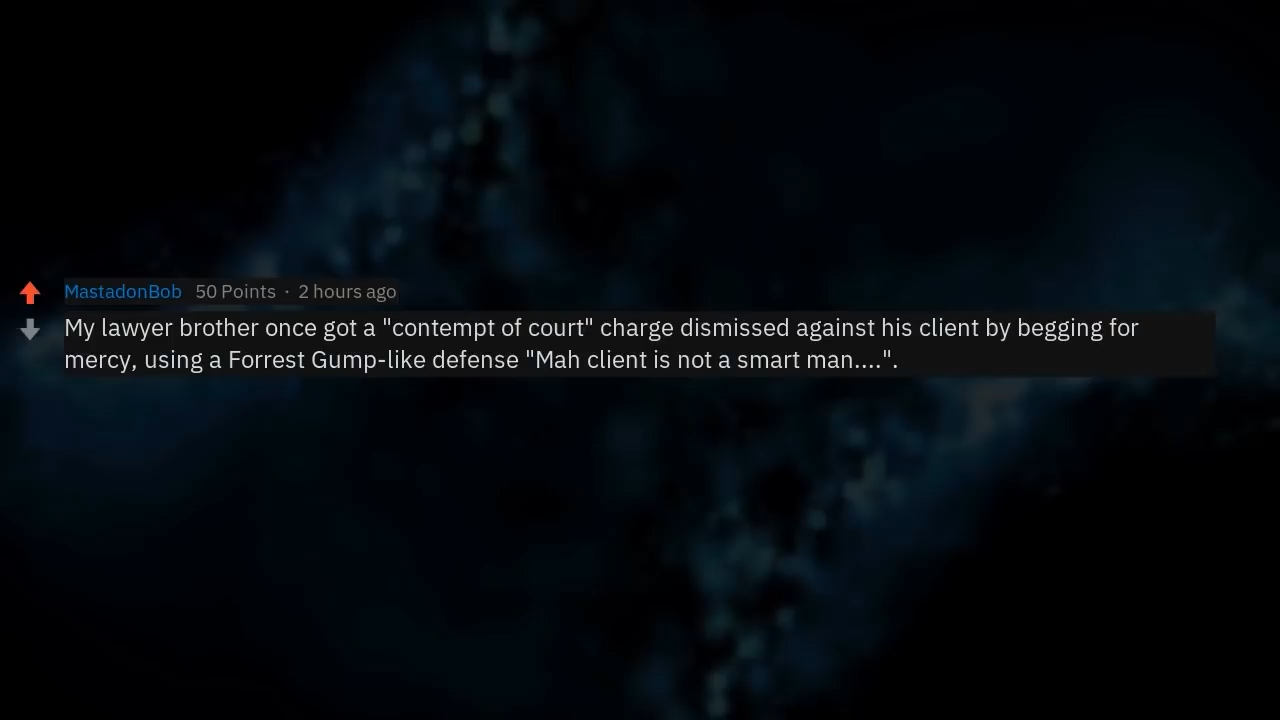 MastadonBob 50 Points · 2 hours ago
My lawyer brother once got a "contempt of court" charge dismissed against his client by begging for
mercy, using a Forrest Gump-like defense "Mah client is not a smart man....".